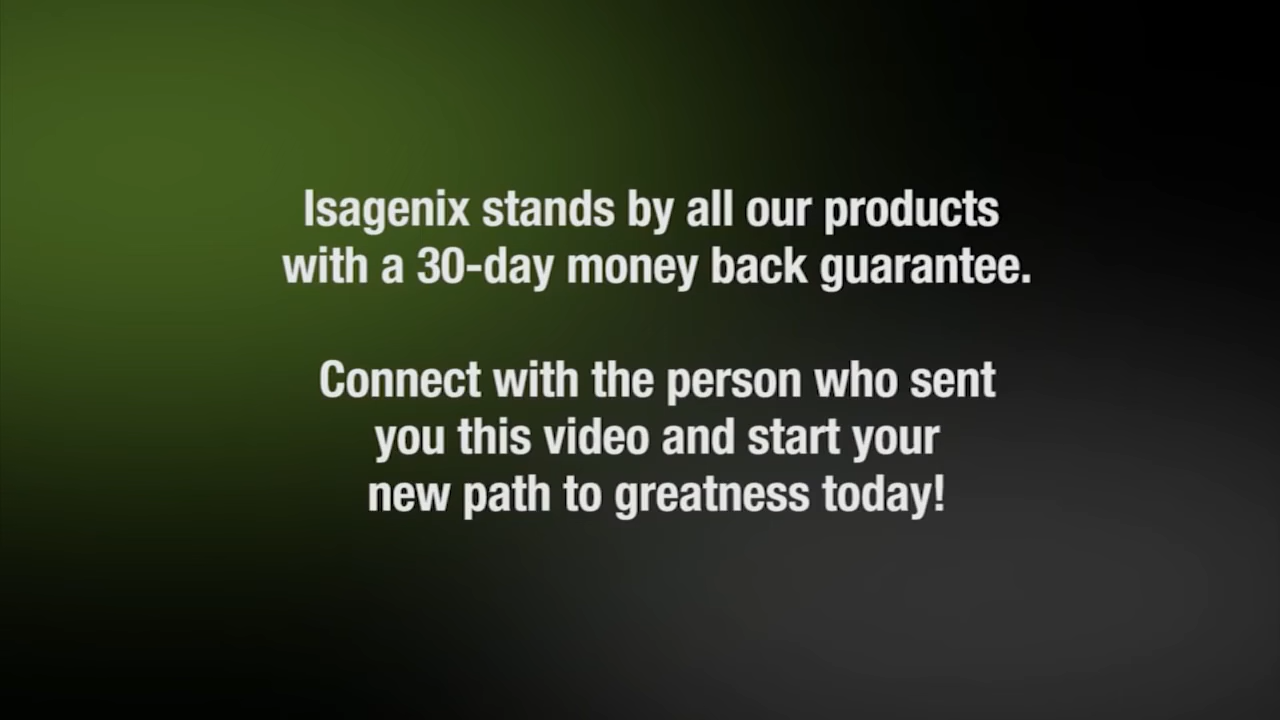 Isagenix stands by all our products
with a 30-day money back guarantee.
Connect with the person who sent
you this video and start your
new path to greatness today!